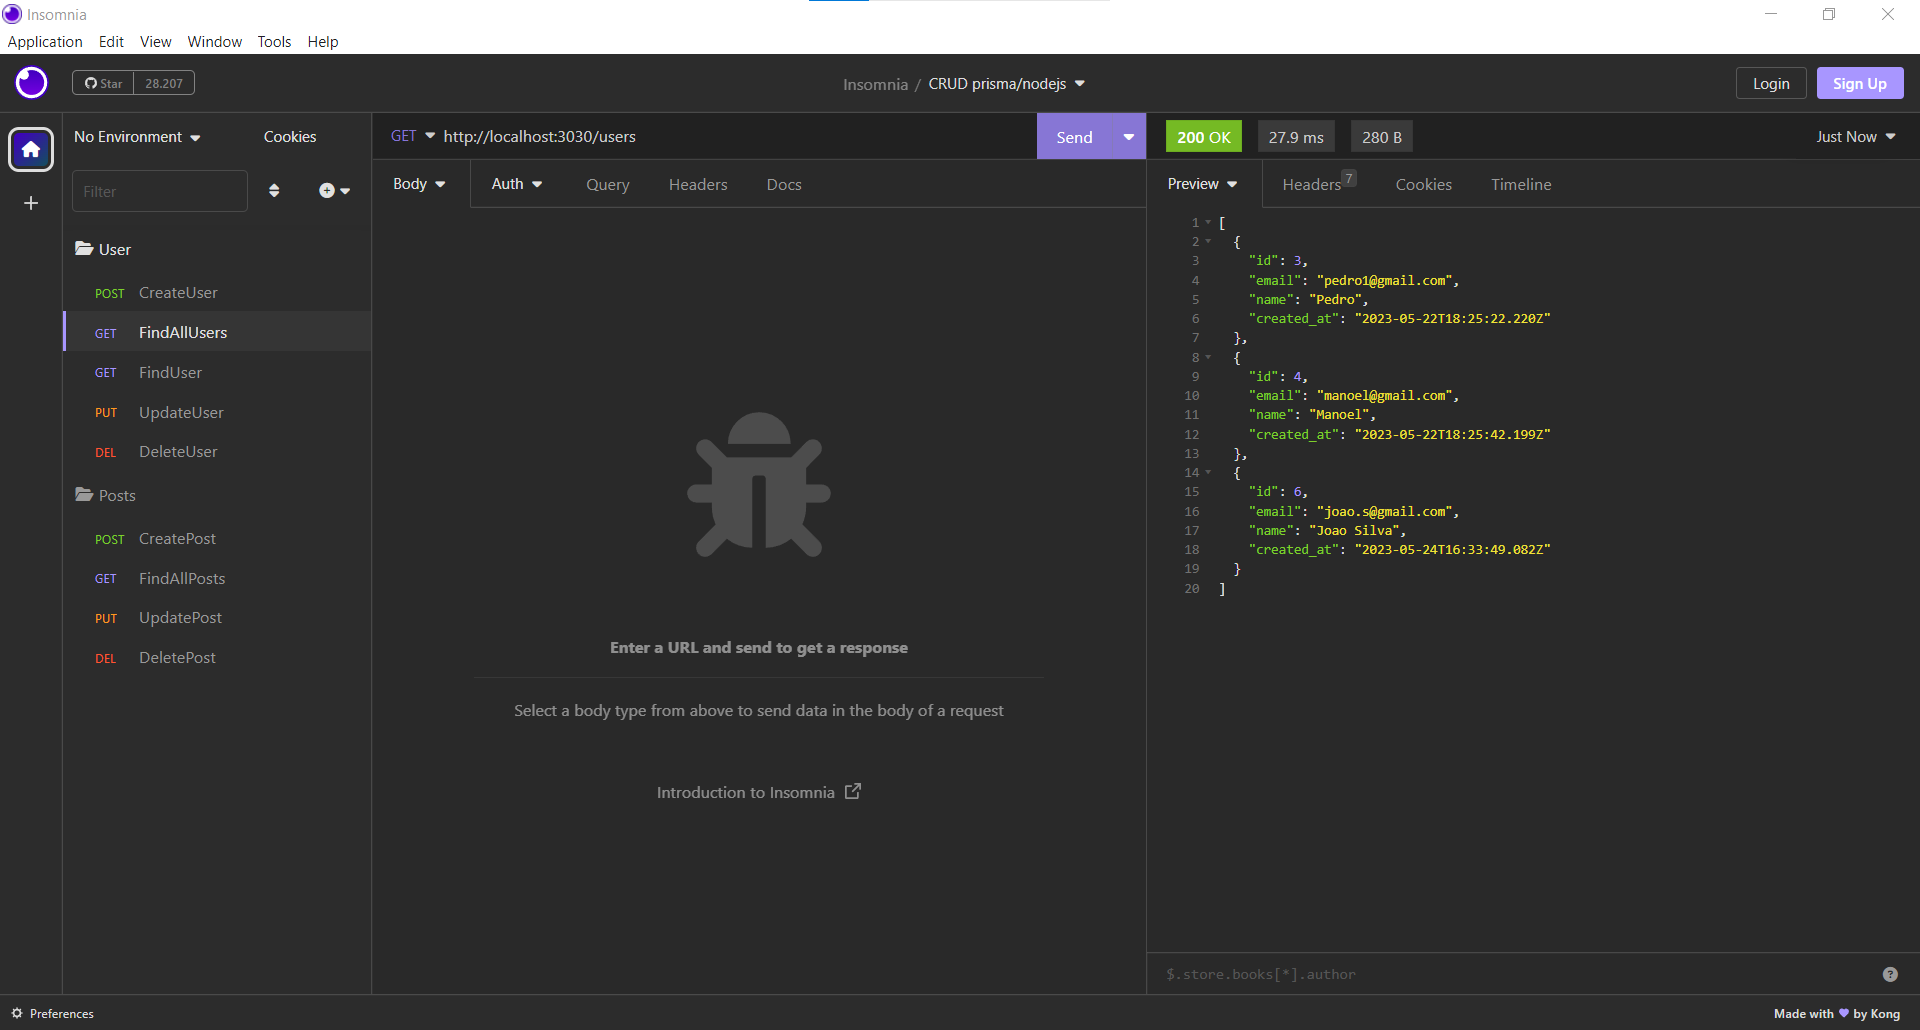 Insomnia
Application Edit View Window Tools Help
Star 28.207
Insomnia / CRUD prisma/nodejs
Login Sign Up
No Environment Cookies
GET http://localhost:3030/users Send
200 OK 27.9 ms 280 B Just Now
Filter
Body Auth Query Headers Docs
Preview Headers 7 Cookies Timeline
User
POST CreateUser
GET FindAllUsers
GET FindUser
PUT UpdateUser
DEL DeleteUser
Posts
POST CreatePost
GET FindAllPosts
PUT UpdatePost
DEL DeletePost
Enter a URL and send to get a response
Select a body type from above to send data in the body of a request
Introduction to Insomnia
1 [
2 {
3 "id": 3,
4 "email": "pedro1@gmail.com",
5 "name": "Pedro",
6 "created_at": "2023-05-22T18:25:22.220Z"
7 },
8 {
9 "id": 4,
10 "email": "manoel@gmail.com",
11 "name": "Manoel",
12 "created_at": "2023-05-22T18:25:42.199Z"
13 },
14 {
15 "id": 6,
16 "email": "joao.s@gmail.com",
17 "name": "Joao Silva",
18 "created_at": "2023-05-24T16:33:49.082Z"
19 }
20 ]
$.store.books[*].author
Preferences
Made with ♥ by Kong